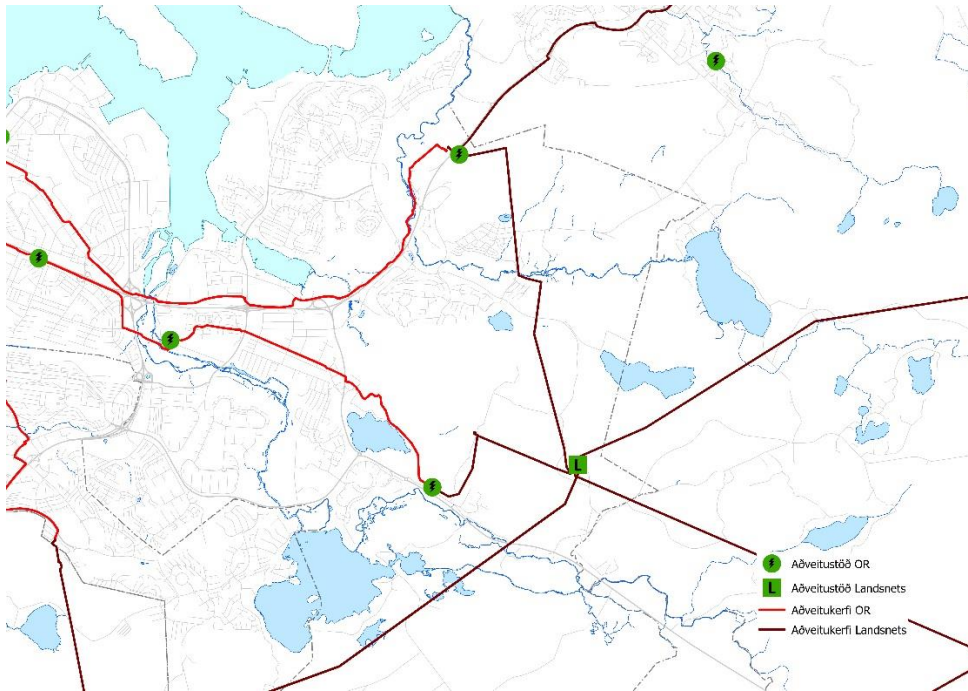 L
Aðveitustöð OR
L Aðveitustöð Landsnets
Aðveitukerfi OR
Aðveitukerfi Landsnets